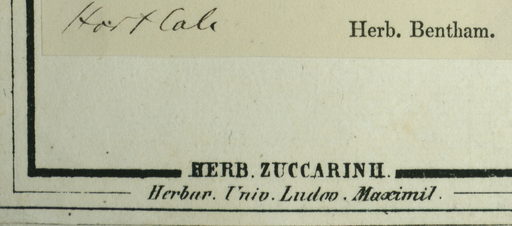 Hort Calc
Herb. Bentham.
HERB. ZUCCARINII.
Herbar. Univ. Ludov. Maximil.